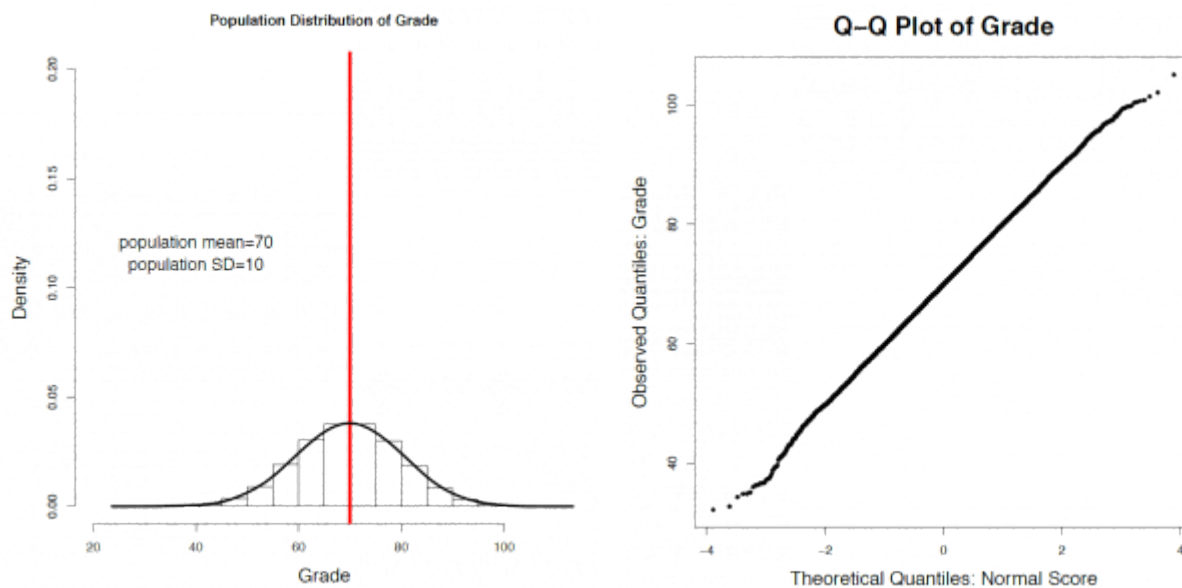 Population Distribution of Grade
0.20
0.15
0.10
0.05
0.00
Density
population mean=70
population SD=10
20 40 60 80 100
Grade
Q−Q Plot of Grade
100
80
60
40
Observed Quantiles: Grade
−4 −2 0 2 4
Theoretical Quantiles: Normal Score